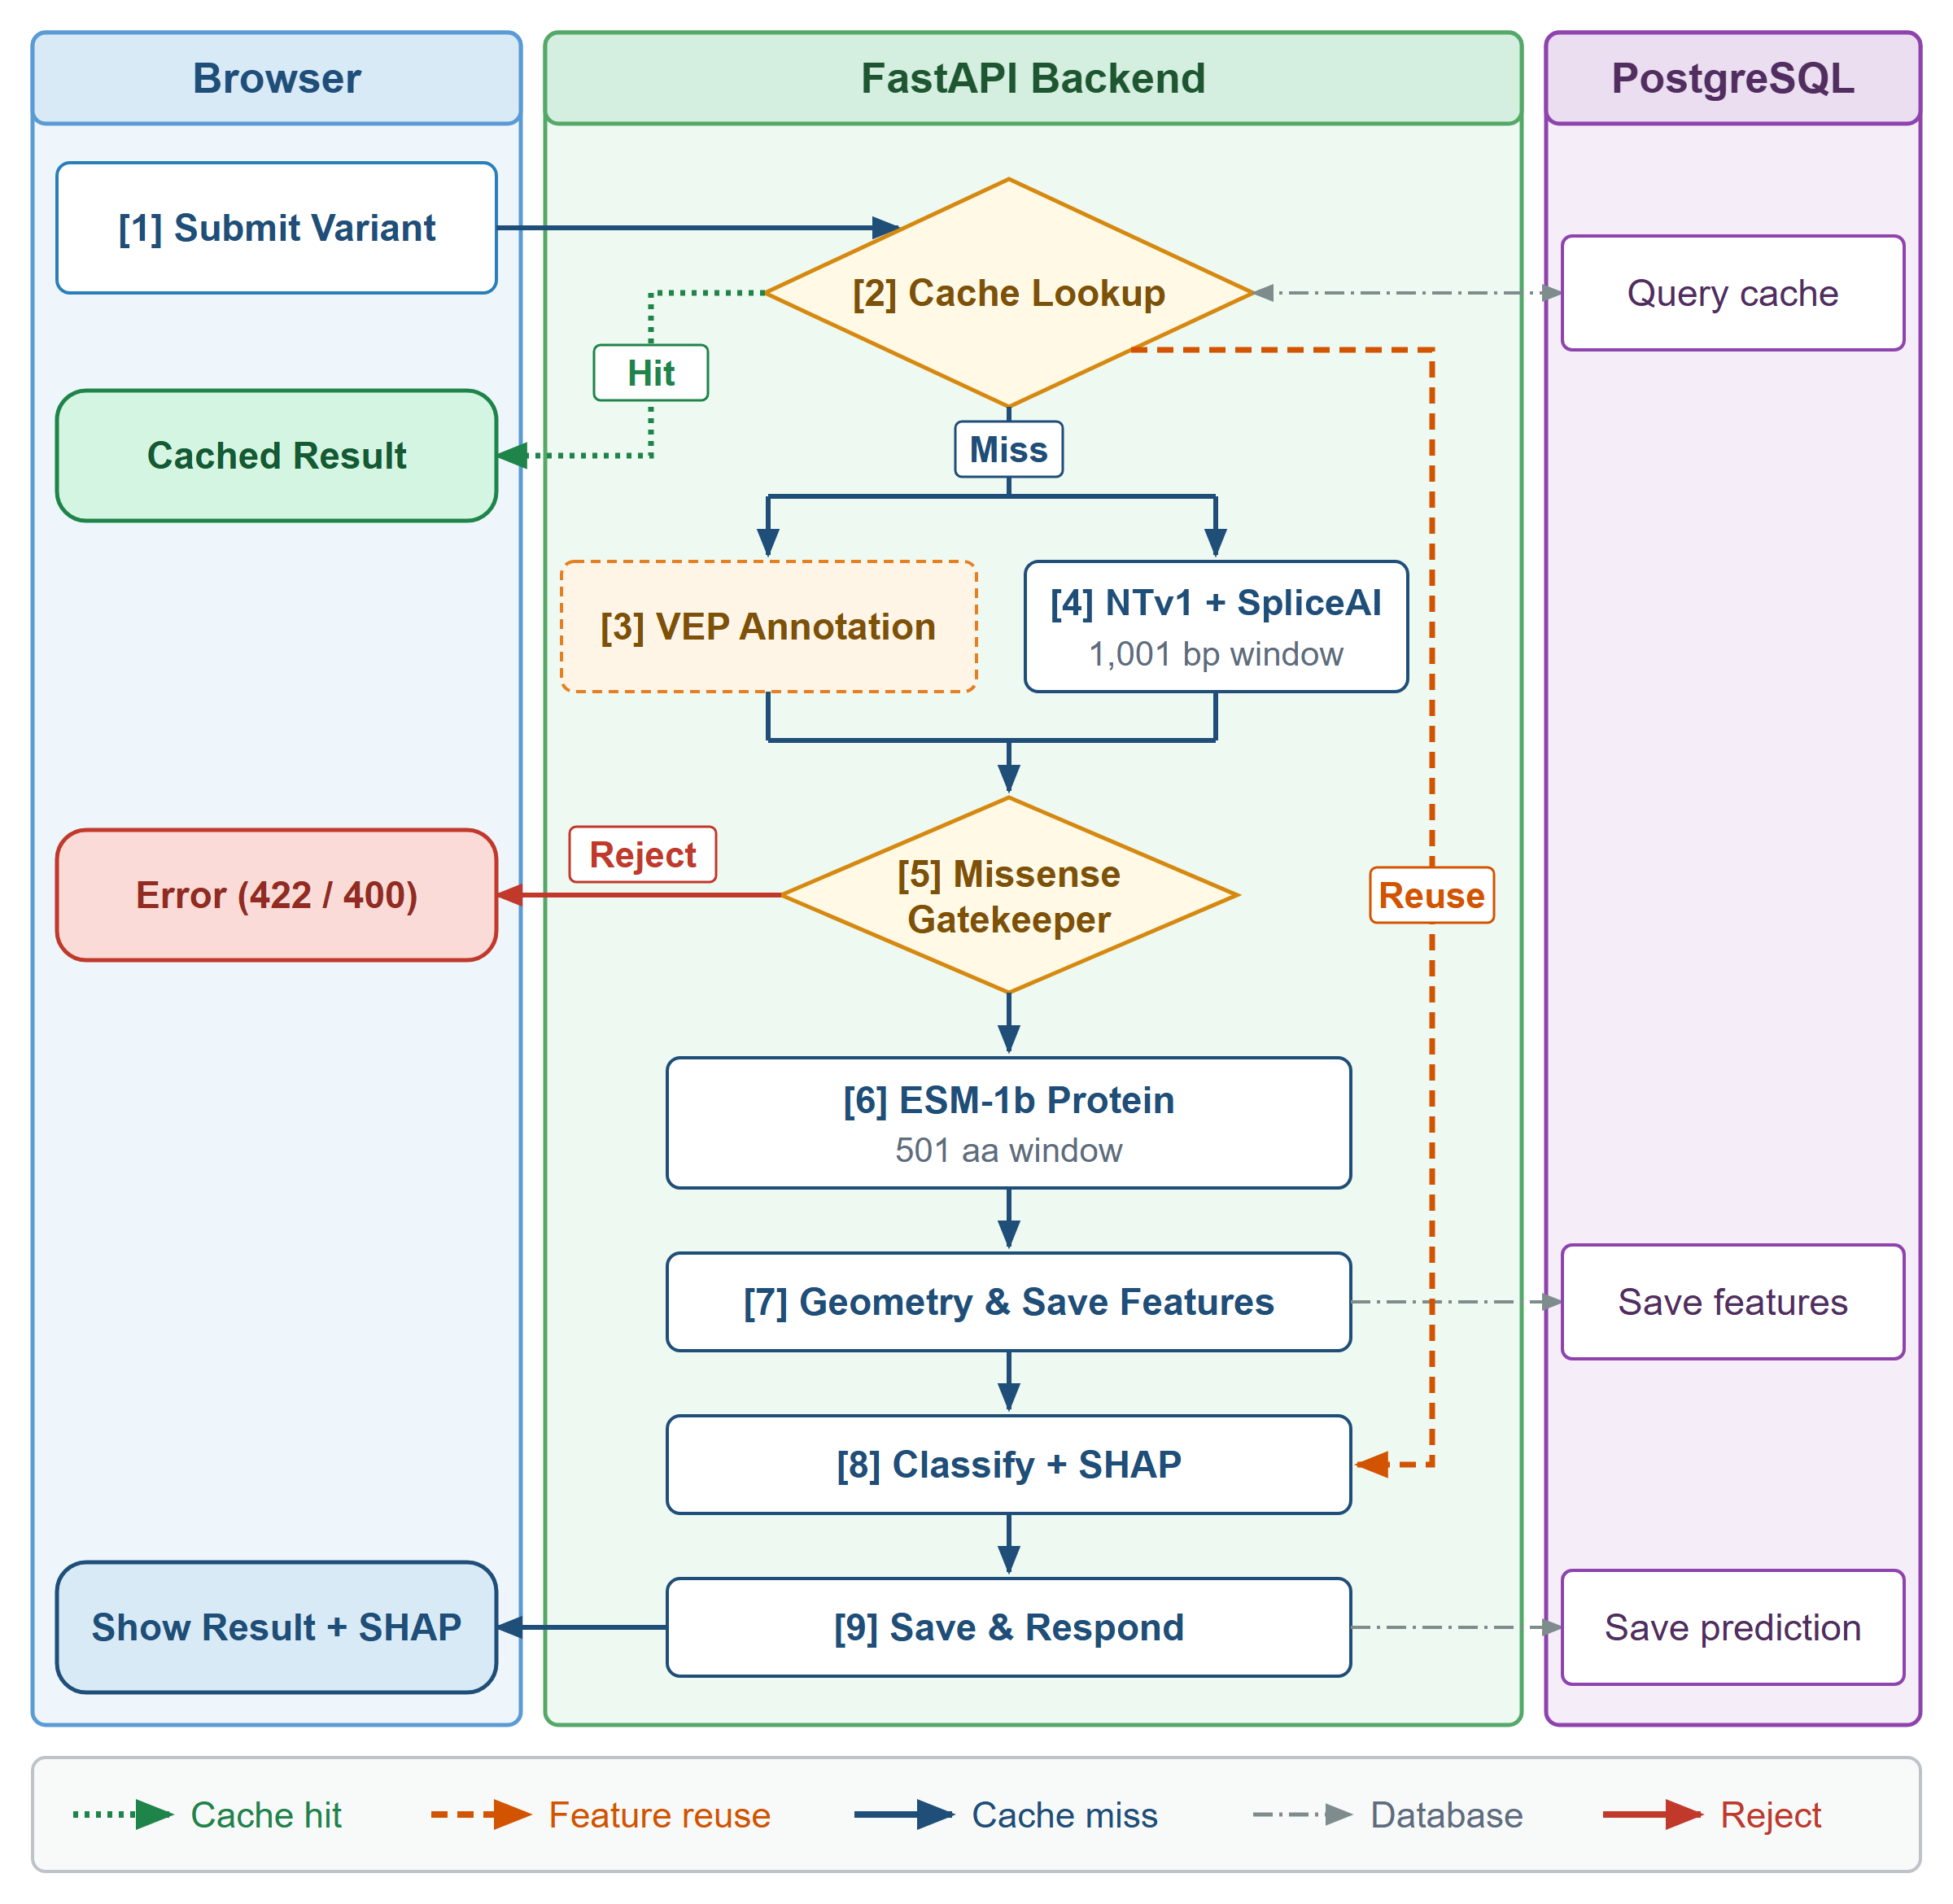 Browser
FastAPI Backend
PostgreSQL
[1] Submit Variant
[2] Cache Lookup
Query cache
Hit
Cached Result
Miss
[3] VEP Annotation
[4] NTv1 + SpliceAI
1,001 bp window
Reject
Error (422 / 400)
[5] Missense
Gatekeeper
Reuse
[6] ESM-1b Protein
501 aa window
[7] Geometry & Save Features
Save features
[8] Classify + SHAP
Show Result + SHAP
[9] Save & Respond
Save prediction
Cache hit
Feature reuse
Cache miss
Database
Reject